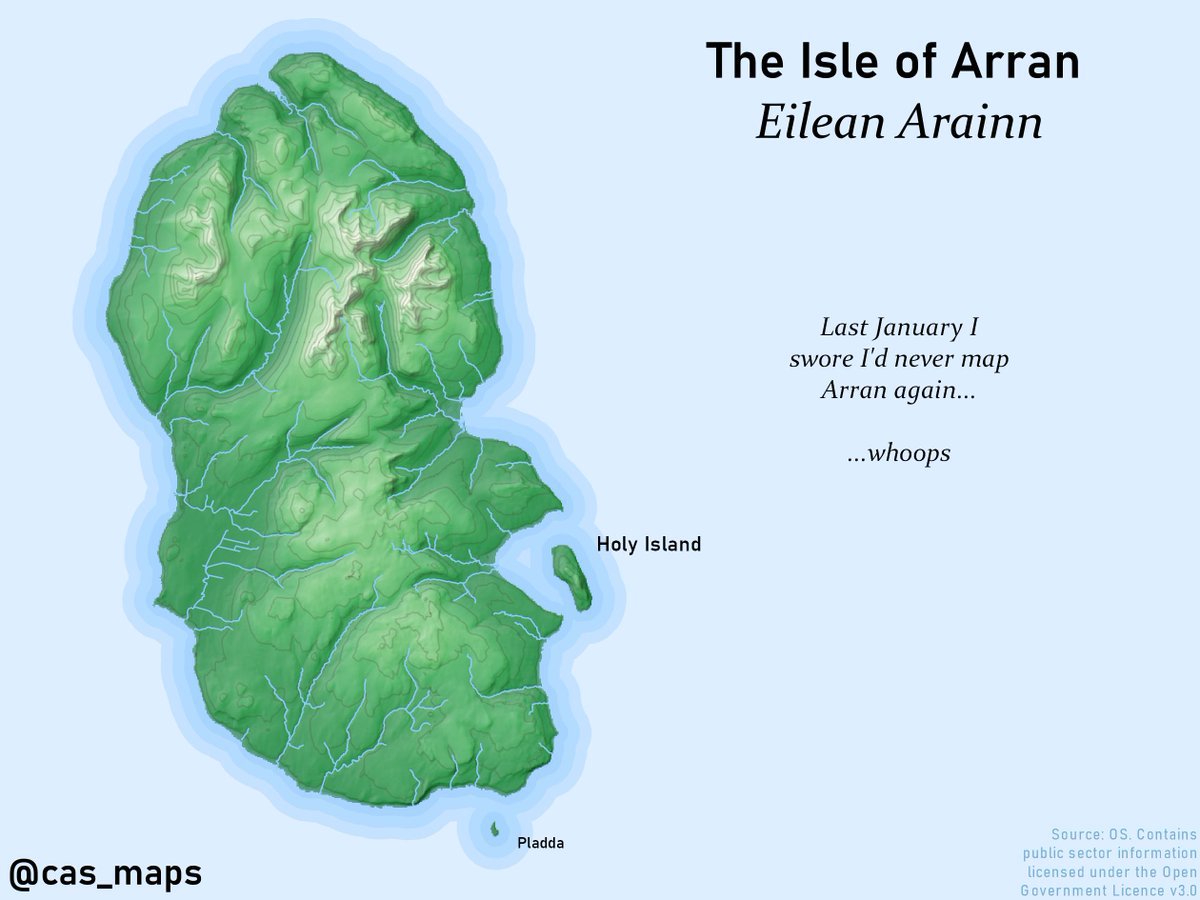 The Isle of Arran
Eilean Arainn
Last January I
swore I'd never map
Arran again...
...whoops
Holy Island
Pladda
@cas_maps
Source: OS. Contains
public sector information
licensed under the Open
Government Licence v3.0